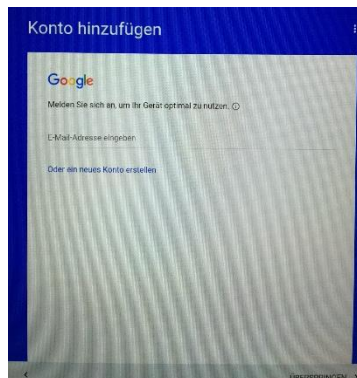 Konto hinzufügen
Google
Melden Sie sich an, um Ihr Gerät optimal zu nutzen.
E-Mail-Adresse eingeben
Oder ein neues Konto erstellen
ÜBERSPRINGEN